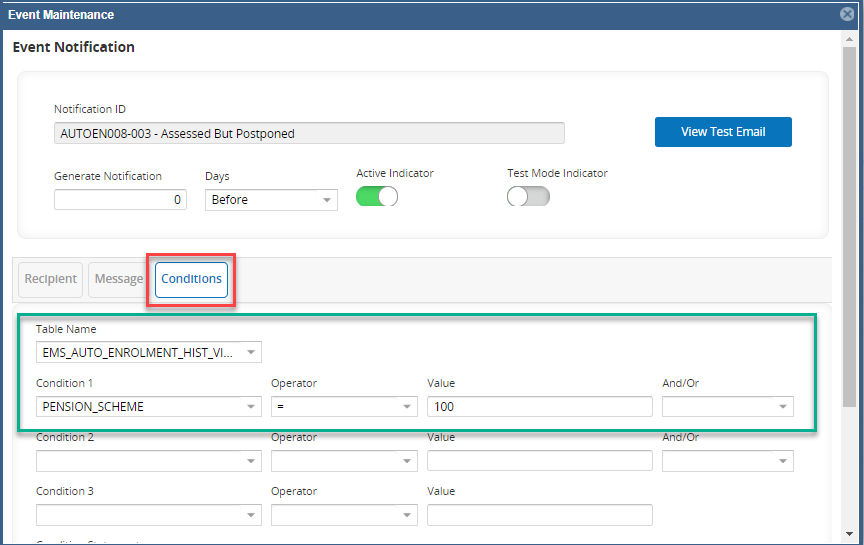 Event Maintenance
Event Notification
Notification ID
AUTOEN008-003 - Assessed But Postponed
View Test Email
Generate Notification Days Active Indicator Test Mode Indicator
0 Before
Recipient Message Conditions
Table Name
EMS_AUTO_ENROLMENT_HIST_VI...
Condition 1 Operator Value And/Or
PENSION_SCHEME = 100
Condition 2 Operator Value And/Or
Condition 3 Operator Value